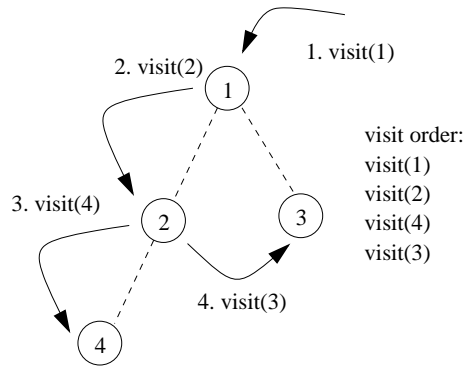 1. visit(1)
2. visit(2)
1
visit order:
visit(1)
visit(2)
visit(4)
visit(3)
3. visit(4)
2
3
4. visit(3)
4